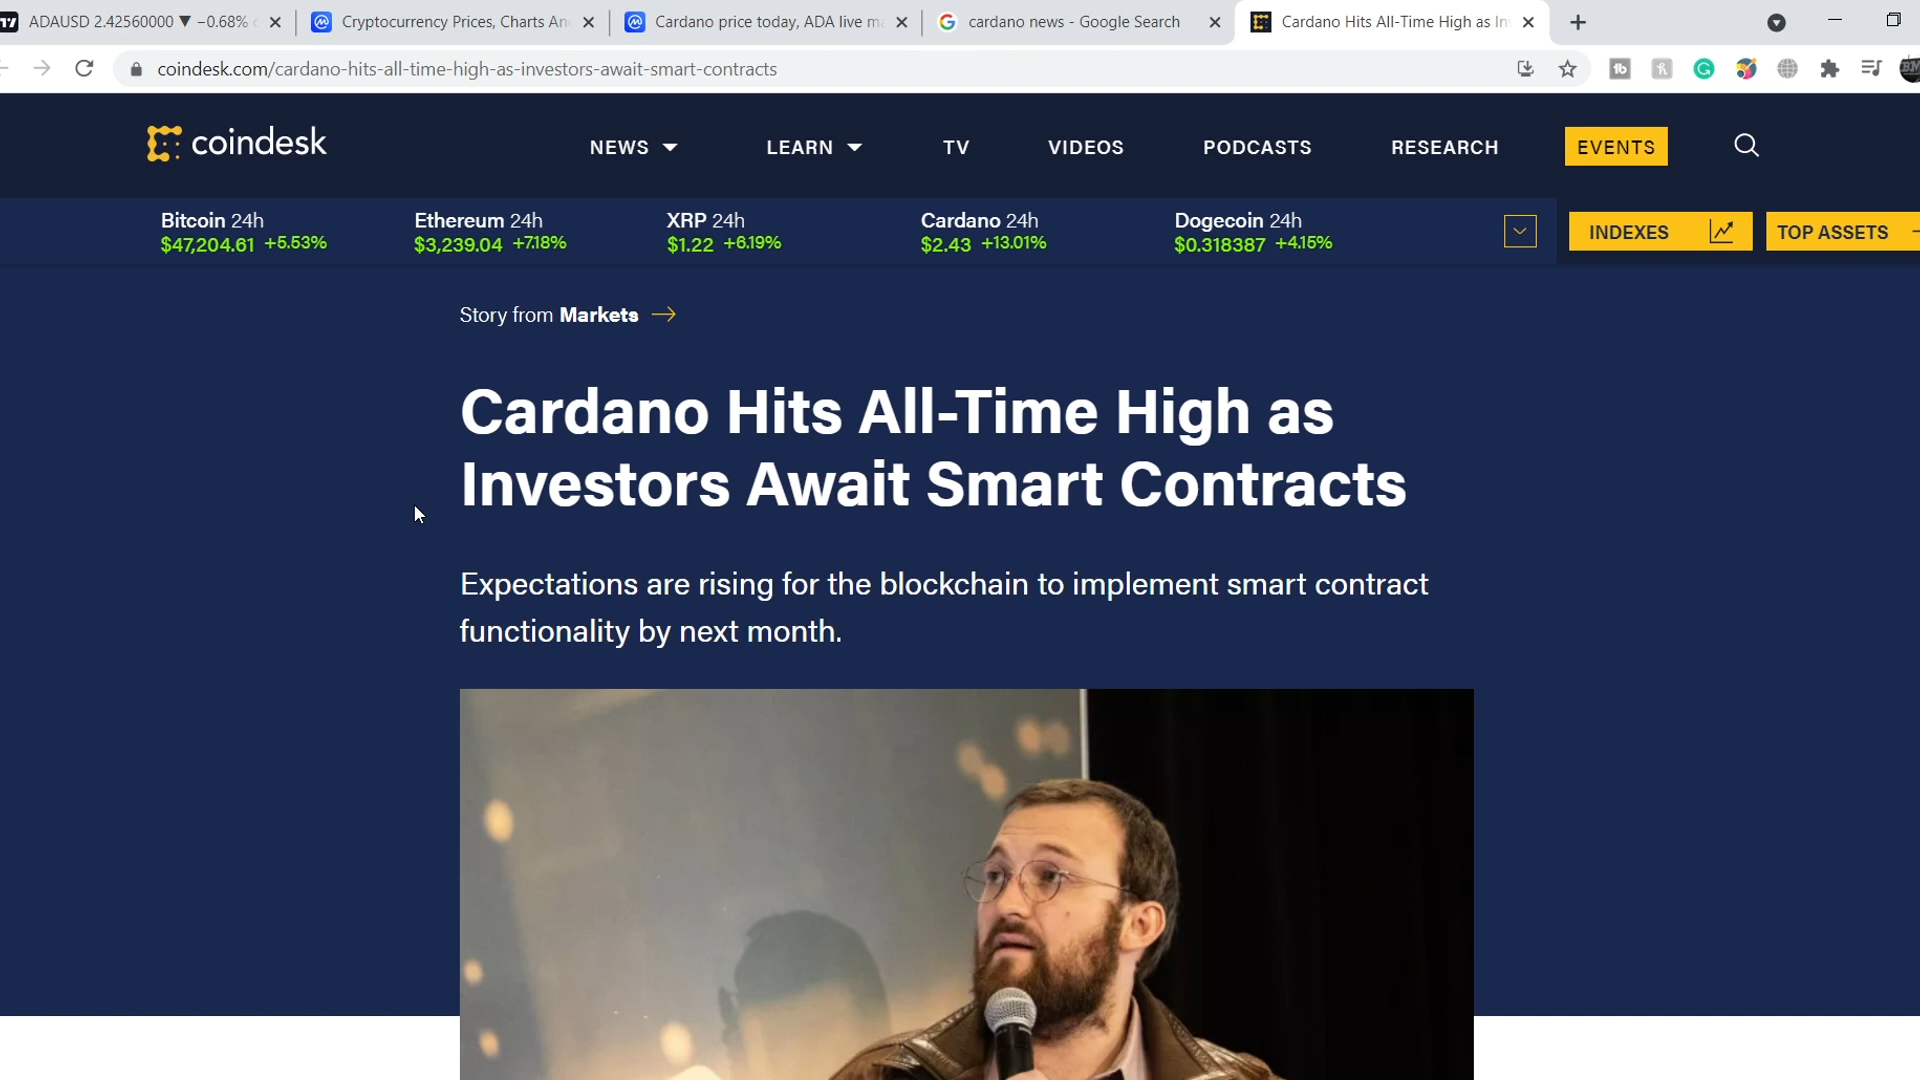 ADAUSD 2.42560000 ▼ −0.68%
Cryptocurrency Prices, Charts An
Cardano price today, ADA live ma
cardano news - Google Search
Cardano Hits All-Time High as In
coindesk.com/cardano-hits-all-time-high-as-investors-await-smart-contracts
coindesk
NEWS
LEARN
TV
VIDEOS
PODCASTS
RESEARCH
EVENTS
Bitcoin 24h
$47,204.61 +5.53%
Ethereum 24h
$3,239.04 +7.18%
XRP 24h
$1.22 +6.19%
Cardano 24h
$2.43 +13.01%
Dogecoin 24h
$0.318387 +4.15%
INDEXES
TOP ASSETS
Story from Markets →
Cardano Hits All-Time High as
Investors Await Smart Contracts
Expectations are rising for the blockchain to implement smart contract
functionality by next month.